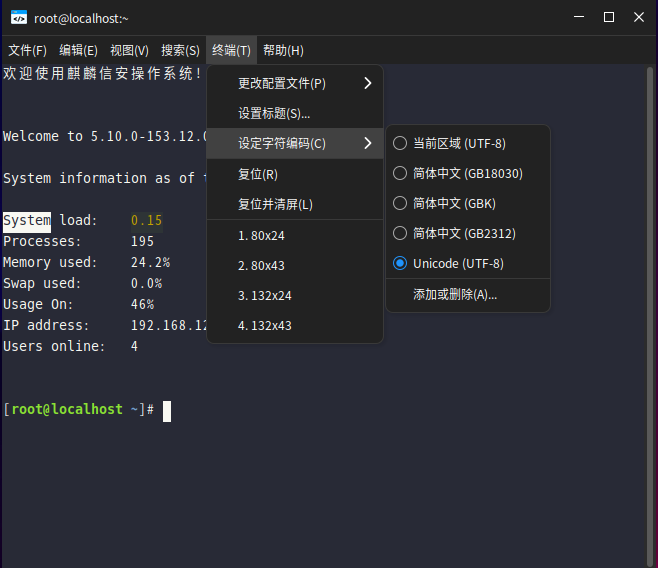 root@localhost:~
文件(F) 编辑(E) 视图(V) 搜索(S) 终端(T) 帮助(H)
欢迎使用麒麟信安操作系统!
Welcome to 5.10.0-153.12.
System information as of
System load: 0.15
Processes: 195
Memory used: 24.2%
Swap used: 0.0%
Usage On: 46%
IP address: 192.168.12
Users online: 4
[root@localhost ~]#
更改配置文件(P)
设置标题(S)...
设定字符编码(C)
复位(R)
复位并清屏(L)
1. 80x24
2. 80x43
3. 132x24
4. 132x43
当前区域 (UTF-8)
简体中文 (GB18030)
简体中文 (GBK)
简体中文 (GB2312)
Unicode (UTF-8)
添加或删除(A)...